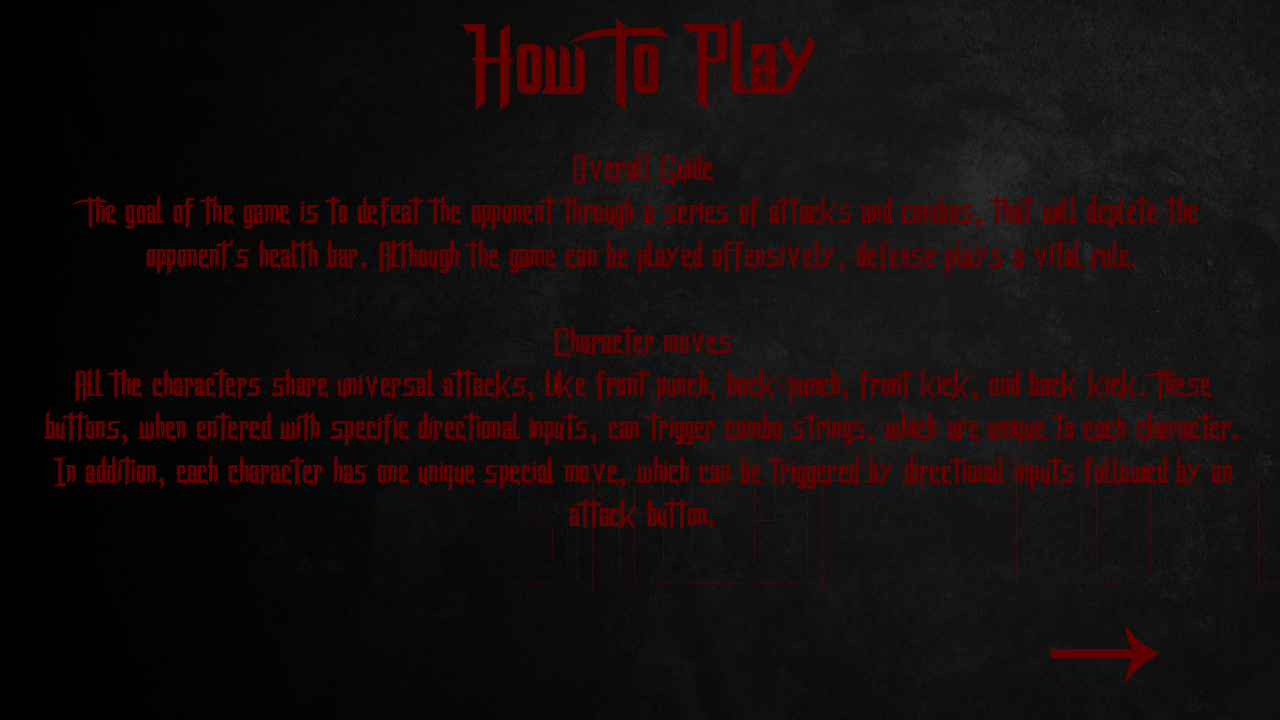 How To Play
Overall Guide
The goal of the game is to defeat the opponent through a series of attacks and combos, that will deplete the
opponent's health bar. Although the game can be played offensively, defense plays a vital role.
Character moves
All the characters share universal attacks, like front punch, back-punch, front kick, and back kick. These
buttons, when entered with specific directional inputs, can trigger combo strings, which are unique to each character.
In addition, each character has one unique special move, which can be triggered by directional inputs followed by an
attack button.